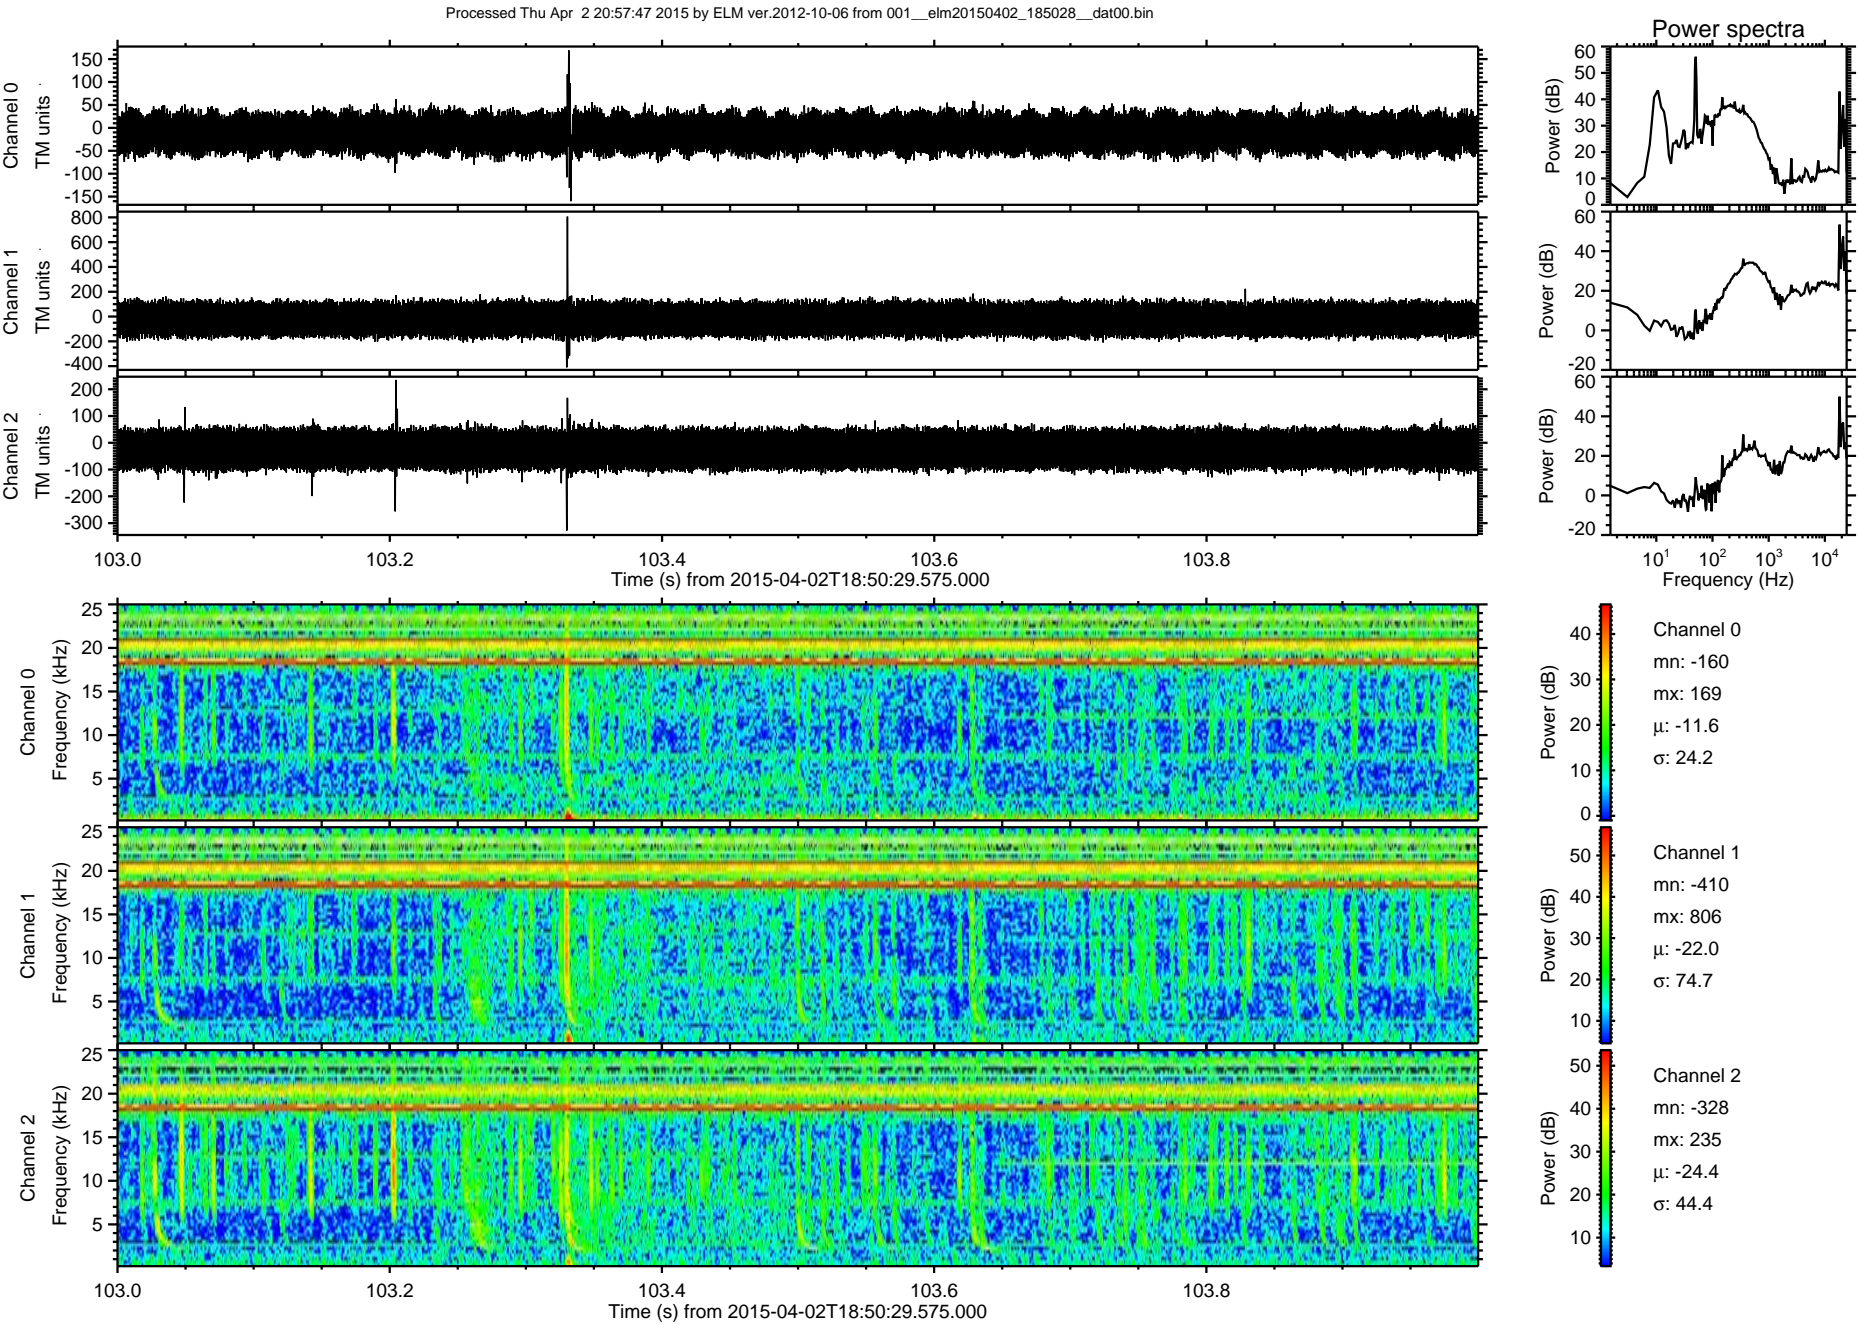 Processed Thu Apr  2 20:57:47 2015 by ELM ver.2012-10-06 from 001__elm20150402_185028__dat00.bin
Power spectra
Channel 0
TM units
150
100
50
0
-50
-100
-150
Power (dB)
60
50
40
30
20
10
0
Channel 1
TM units
800
600
400
200
0
-200
-400
Power (dB)
60
40
20
0
-20
Channel 2
TM units
200
100
0
-100
-200
-300
Power (dB)
60
40
20
0
-20
103.0 103.2 103.4 103.6 103.8
Time (s) from 2015-04-02T18:50:29.575.000
10^1 10^2 10^3 10^4
Frequency (Hz)
Channel 0
Frequency (kHz)
25
20
15
10
5
Power (dB)
40
30
20
10
0
Channel 0
mn: -160
mx: 169
μ: -11.6
σ: 24.2
Channel 1
Frequency (kHz)
25
20
15
10
5
Power (dB)
50
40
30
20
10
Channel 1
mn: -410
mx: 806
μ: -22.0
σ: 74.7
Channel 2
Frequency (kHz)
25
20
15
10
5
Power (dB)
50
40
30
20
10
Channel 2
mn: -328
mx: 235
μ: -24.4
σ: 44.4
103.0 103.2 103.4 103.6 103.8
Time (s) from 2015-04-02T18:50:29.575.000